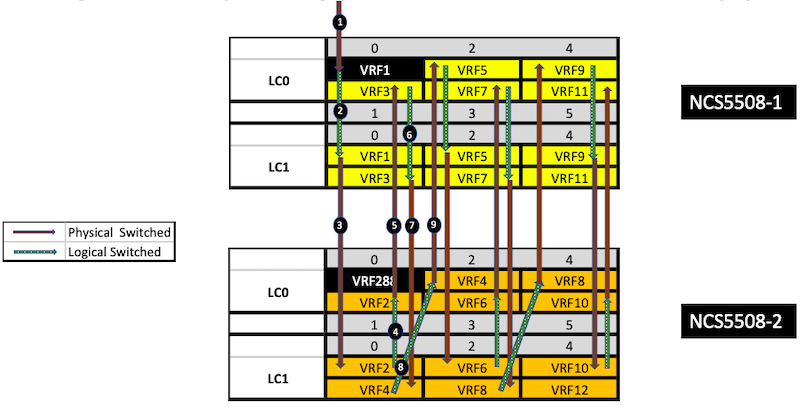 1
0 2 4
LC0 VRF1 VRF5 VRF9
VRF3 VRF7 VRF11
2 1 3 5
6 0 2 4
LC1 VRF1 VRF5 VRF9
VRF3 VRF7 VRF11
NCS5508-1
3 5 7 9
Physical Switched
Logical Switched
0 2 4
LC0 VRF288 VRF4 VRF8
VRF2 VRF6 VRF10
4 1 3 5
0 2 4
LC1 VRF2 8 VRF6 VRF10
VRF4 VRF8 VRF12
NCS5508-2